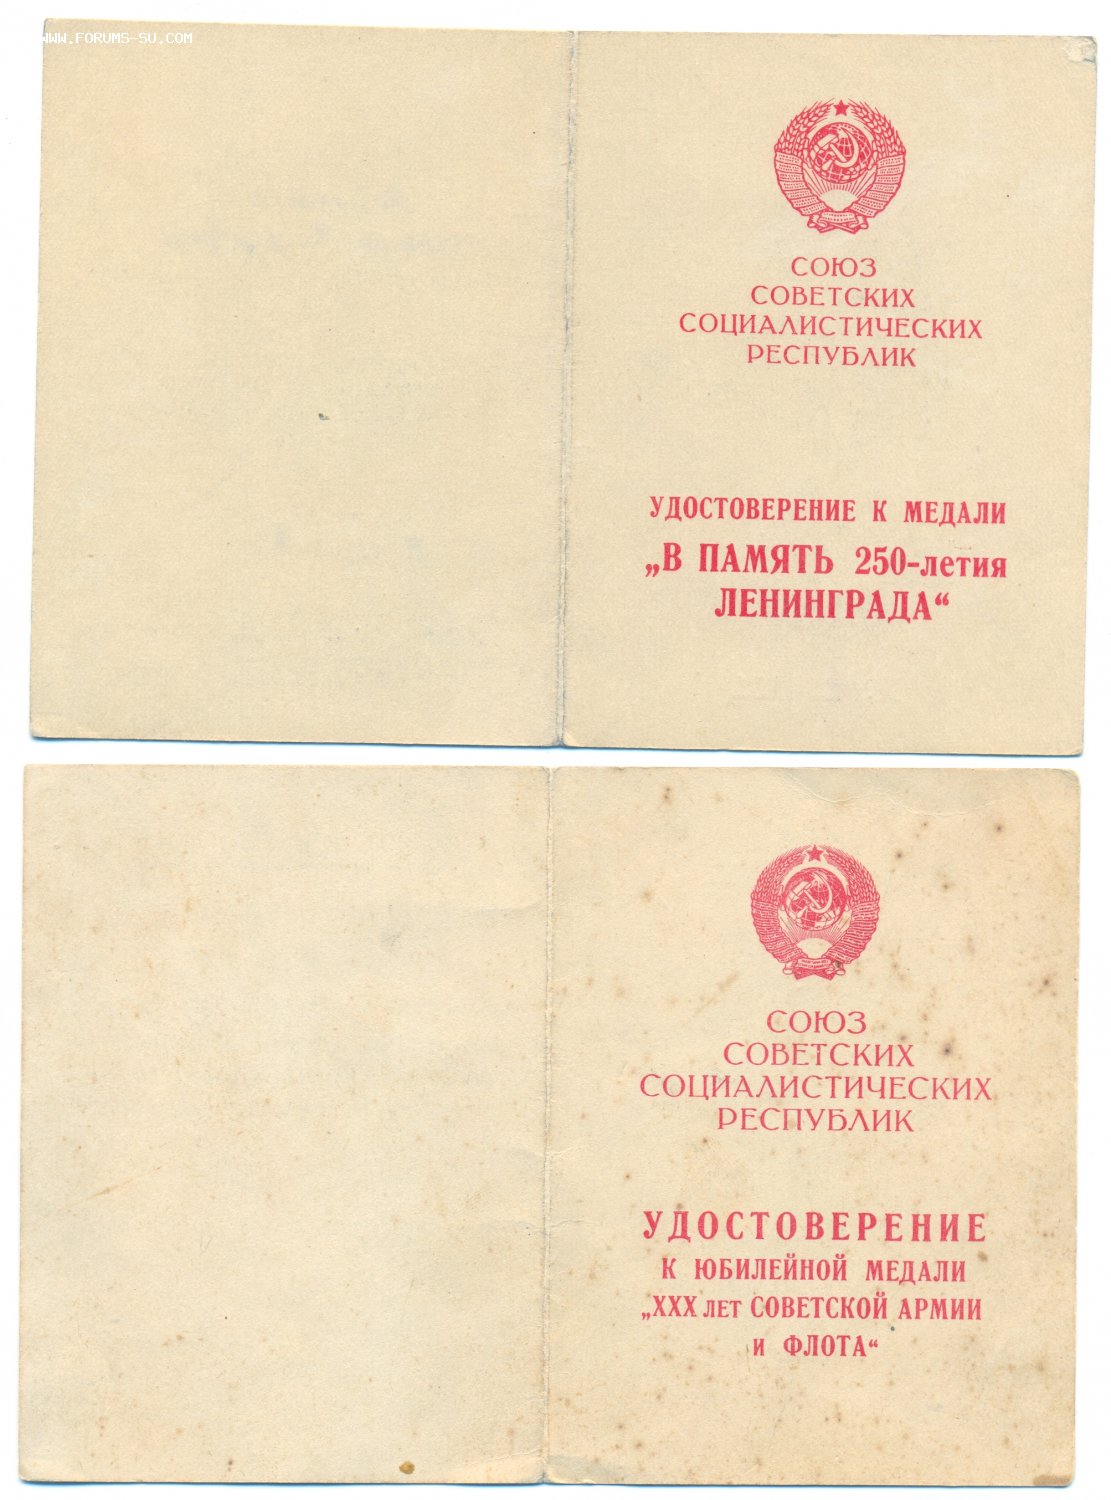 WWW.FORUMS-SU.COM
СОЮЗ
СОВЕТСКИХ
СОЦИАЛИСТИЧЕСКИХ
РЕСПУБЛИК
УДОСТОВЕРЕНИЕ К МЕДАЛИ
„В ПАМЯТЬ 250-летия
ЛЕНИНГРАДА“
СОЮЗ
СОВЕТСКИХ
СОЦИАЛИСТИЧЕСКИХ
РЕСПУБЛИК
УДОСТОВЕРЕНИЕ
К ЮБИЛЕЙНОЙ МЕДАЛИ
„XXX ЛЕТ СОВЕТСКОЙ АРМИИ
И ФЛОТА“